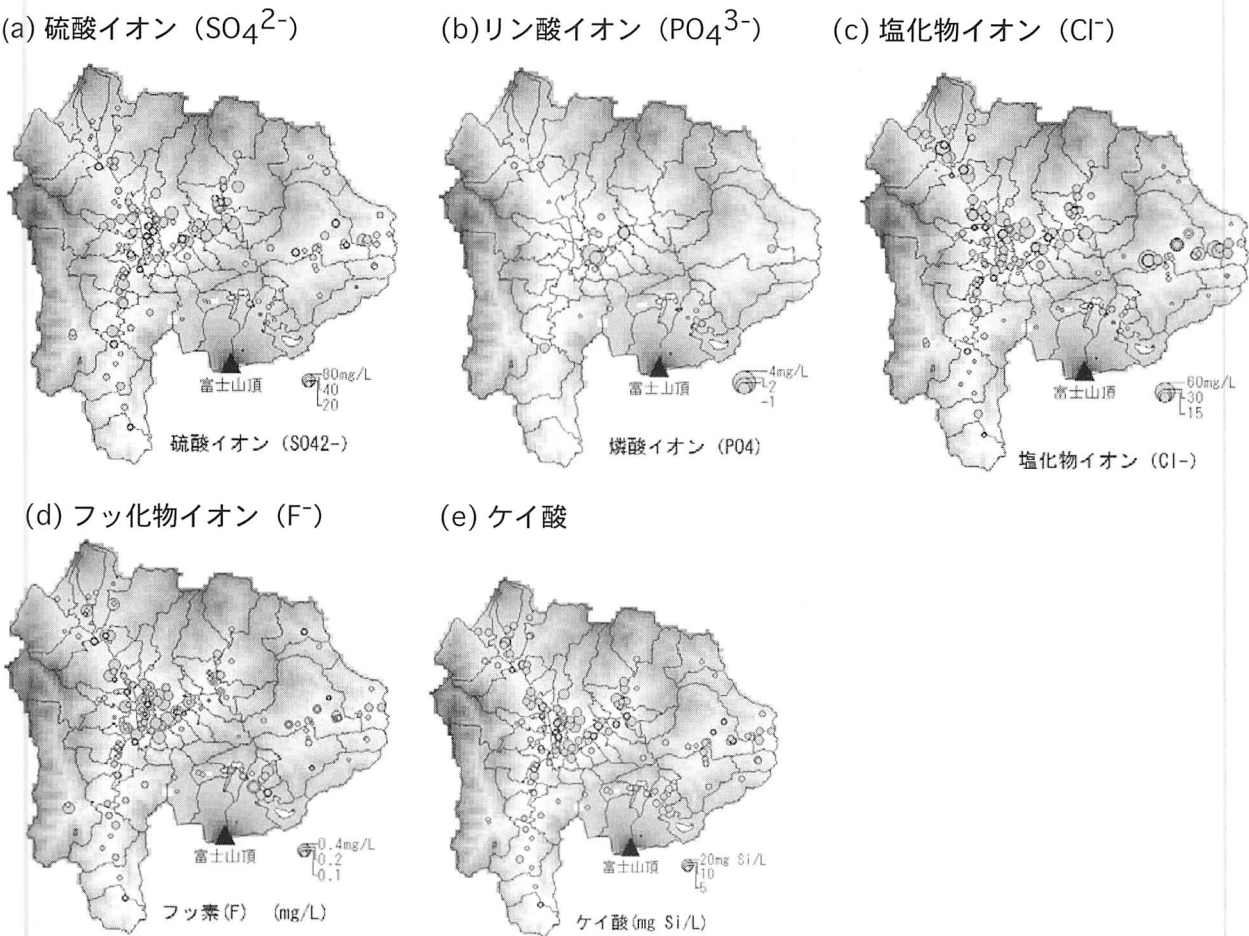 (a) 硫酸イオン（SO4²⁻）
(b)リン酸イオン（PO4³⁻）
(c) 塩化物イオン（Cl⁻）
富士山頂
80mg/L
40
20
硫酸イオン (SO42-)
富士山頂
4mg/L
2
1
燐酸イオン (PO4)
富士山頂
60mg/L
30
15
塩化物イオン (Cl-)
(d) フッ化物イオン（F⁻）
(e) ケイ酸
富士山頂
0.4mg/L
0.2
0.1
フッ素(F) (mg/L)
富士山頂
20mg Si/L
10
5
ケイ酸(mg Si/L)